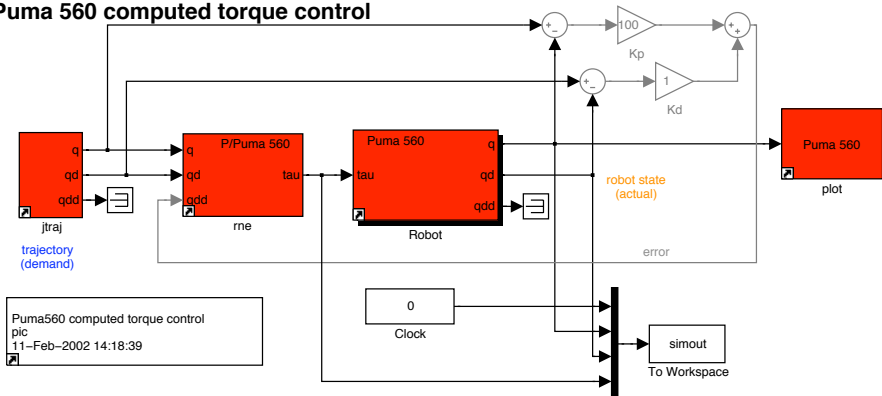 Puma 560 computed torque control
100
Kp
1
Kd
q
qd
qdd
jtraj
trajectory
(demand)
P/Puma 560
q
qd
qdd
tau
rne
Puma 560
tau
q
qd
qdd
Robot
robot state
(actual)
Puma 560
plot
error
Puma560 computed torque control
pic
11−Feb−2002 14:18:39
0
Clock
simout
To Workspace